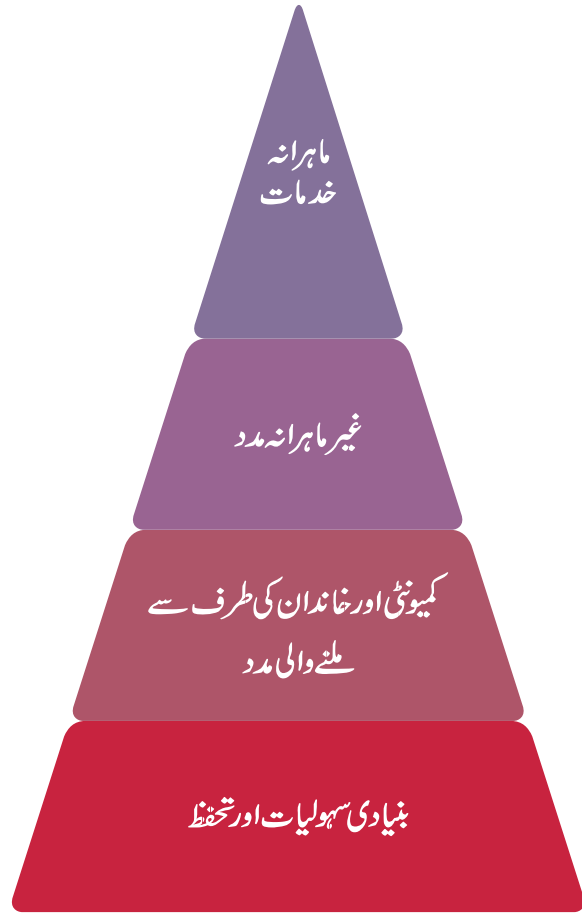 ماہرانہ
خدمات
غیر ماہرانہ مدد
کمیونٹی اور خاندان کی طرف سے
ملنے والی مدد
بنیادی سہولیات اور تحفظ